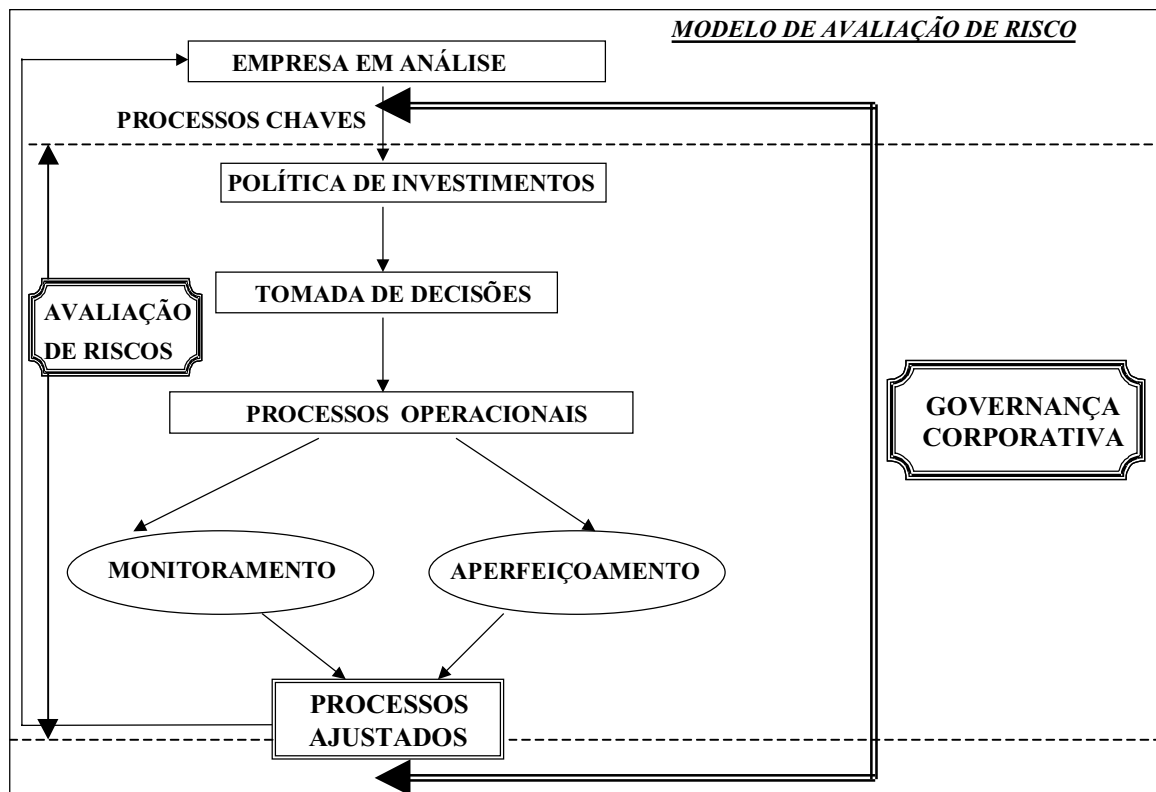 MODELO DE AVALIAÇÃO DE RISCO
EMPRESA EM ANÁLISE
PROCESSOS CHAVES
POLÍTICA DE INVESTIMENTOS
TOMADA DE DECISÕES
AVALIAÇÃO
DE RISCOS
PROCESSOS OPERACIONAIS
GOVERNANÇA
CORPORATIVA
MONITORAMENTO
APERFEIÇOAMENTO
PROCESSOS
AJUSTADOS